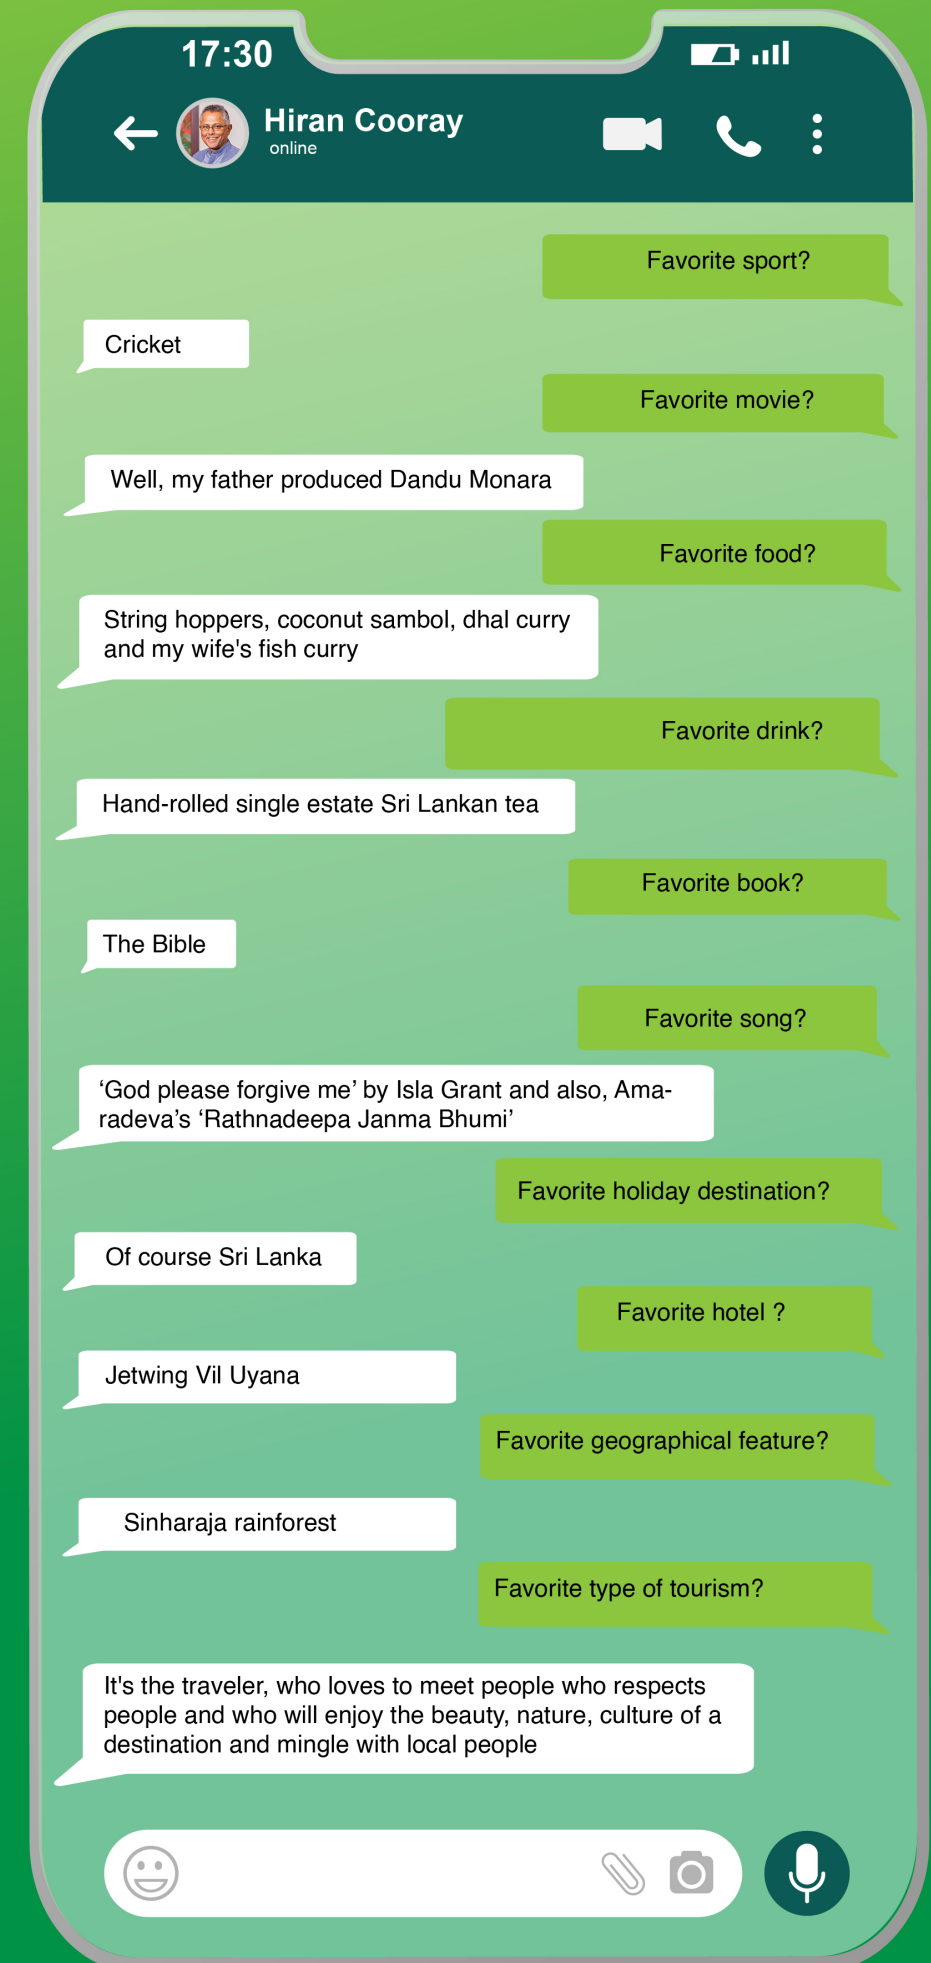 17:30
Hiran Cooray
online
Favorite sport?
Cricket
Favorite movie?
Well, my father produced Dandu Monara
Favorite food?
String hoppers, coconut sambol, dhal curry
and my wife's fish curry
Favorite drink?
Hand-rolled single estate Sri Lankan tea
Favorite book?
The Bible
Favorite song?
‘God please forgive me’ by Isla Grant and also, Ama-
radeva’s ‘Rathnadeepa Janma Bhumi’
Favorite holiday destination?
Of course Sri Lanka
Favorite hotel ?
Jetwing Vil Uyana
Favorite geographical feature?
Sinharaja rainforest
Favorite type of tourism?
It's the traveler, who loves to meet people who respects
people and who will enjoy the beauty, nature, culture of a
destination and mingle with local people